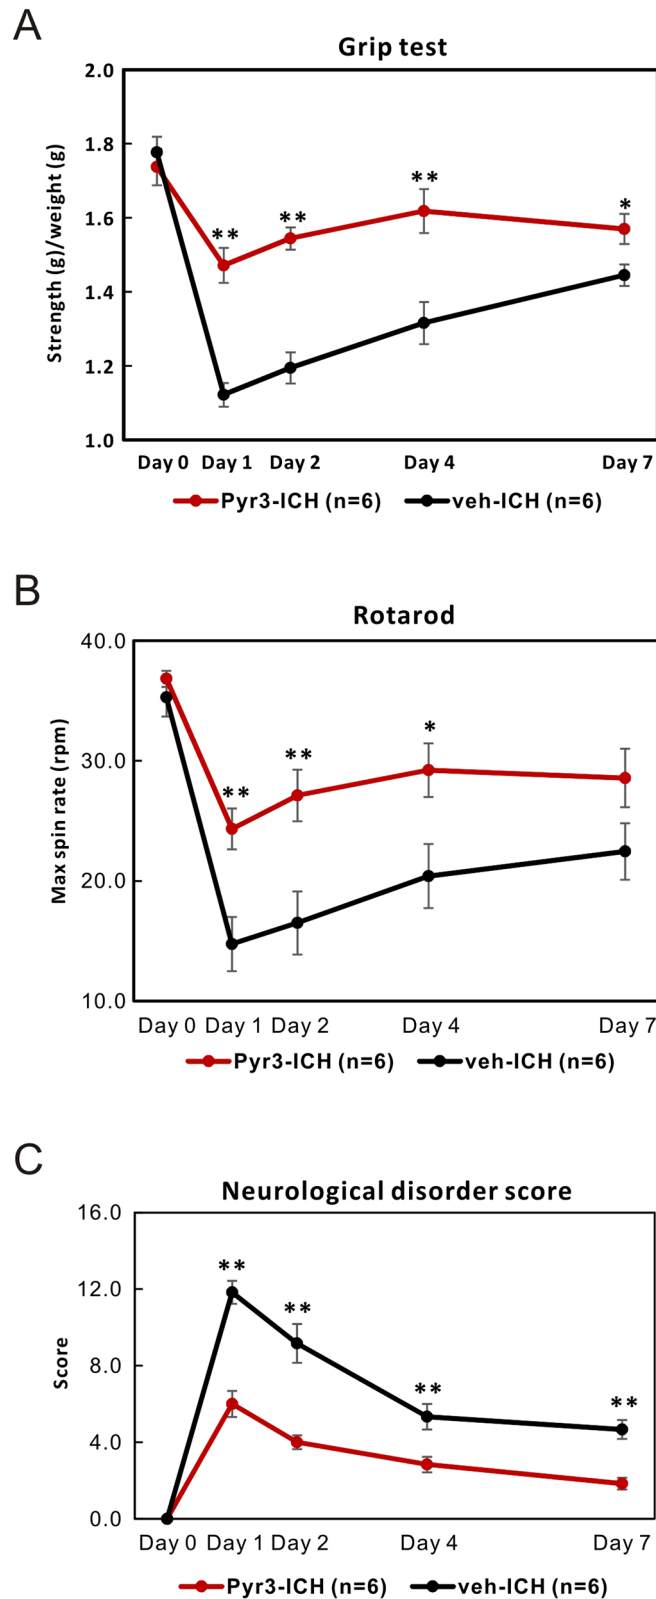 A
Grip test
Strength (g)/weight (g)
2.0
1.8
1.6
1.4
1.2
1.0
**
**
**
*
Day 0 Day 1 Day 2 Day 4 Day 7
Pyr3-ICH (n=6) veh-ICH (n=6)
B
Rotarod
Max spin rate (rpm)
40.0
30.0
20.0
10.0
**
**
*
Day 0 Day 1 Day 2 Day 4 Day 7
Pyr3-ICH (n=6) veh-ICH (n=6)
C
Neurological disorder score
Score
16.0
12.0
8.0
4.0
0.0
**
**
**
**
Day 0 Day 1 Day 2 Day 4 Day 7
Pyr3-ICH (n=6) veh-ICH (n=6)